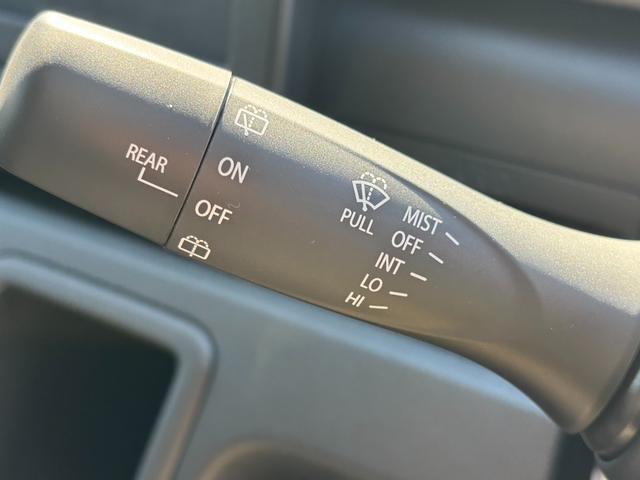 REAR
ON
OFF
PULL
MIST
OFF
INT
LO
HI